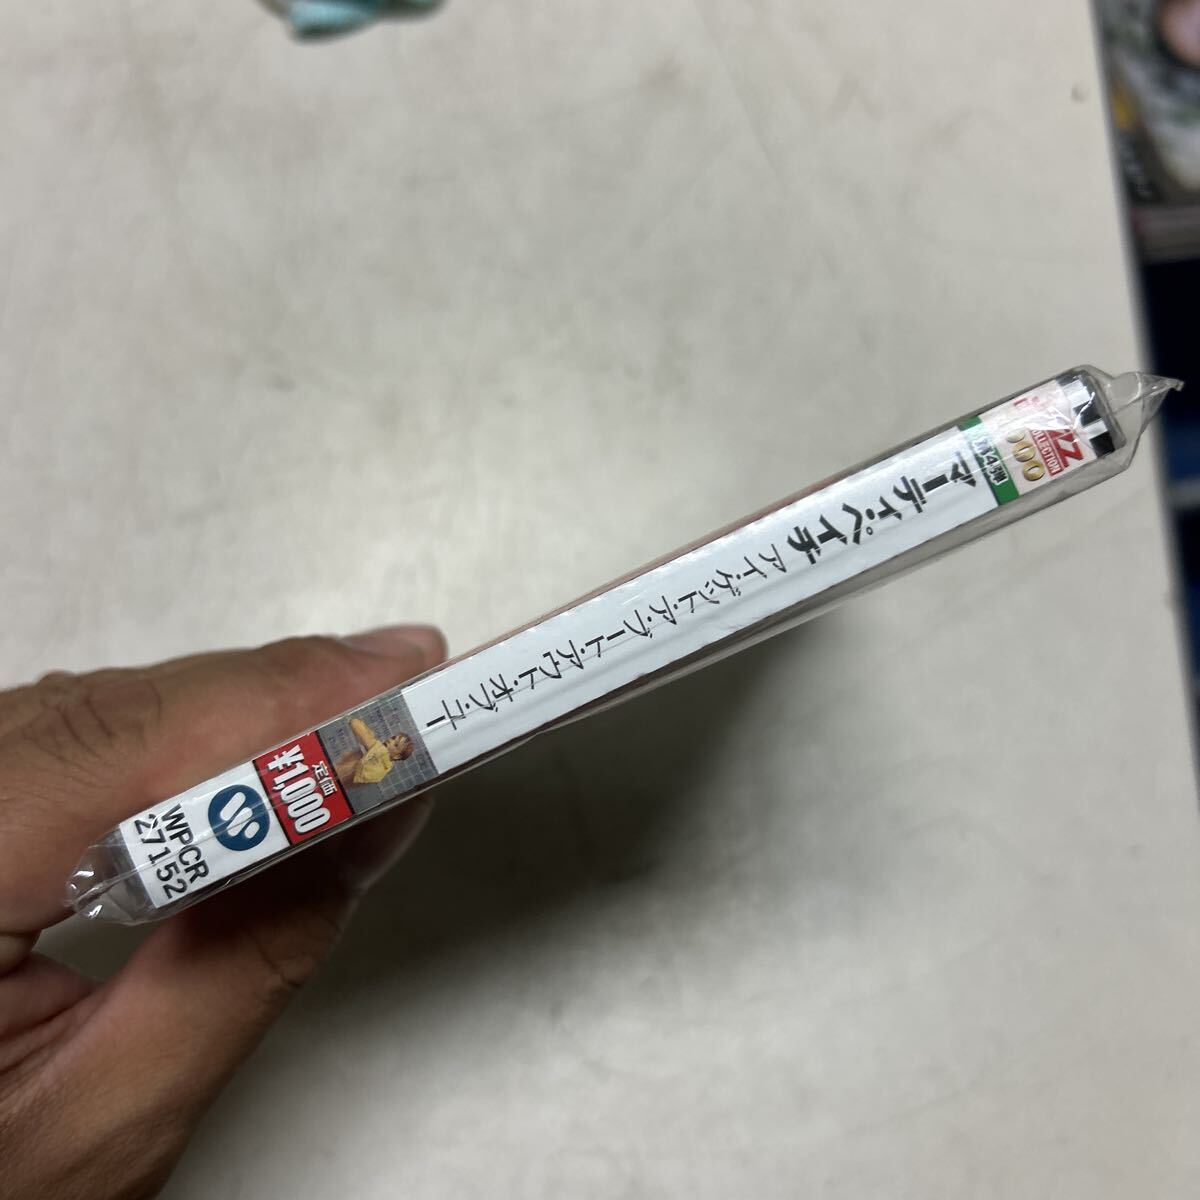 JAZZ
COLLECTION
1000
第4弾
マーティ・ペイチ
アイ・ゲット・ア・ブート・アウト・オブ・ユー
定価
¥1,000
WPCR
27152